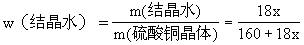 w（结晶水）= m(结晶水)/m(硫酸铜晶体) = 18x/(160 + 18x)